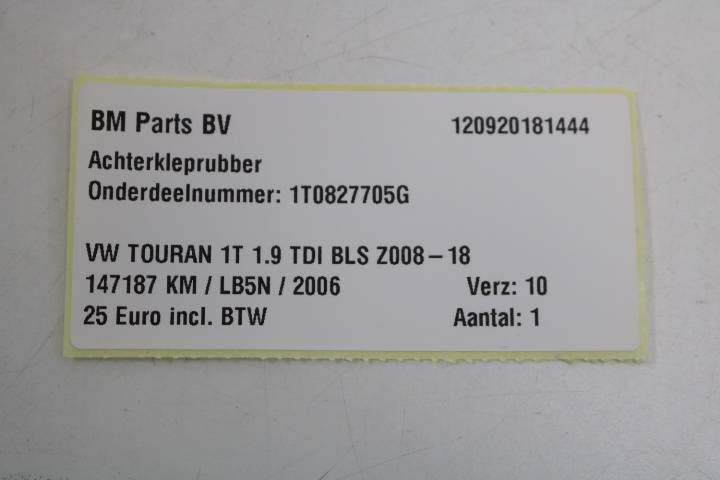 BM Parts BV 120920181444
Achterkleprubber
Onderdeelnummer: 1T0827705G
VW TOURAN 1T 1.9 TDI BLS Z008-18
147187 KM / LB5N / 2006 Verz: 10
25 Euro incl. BTW Aantal: 1